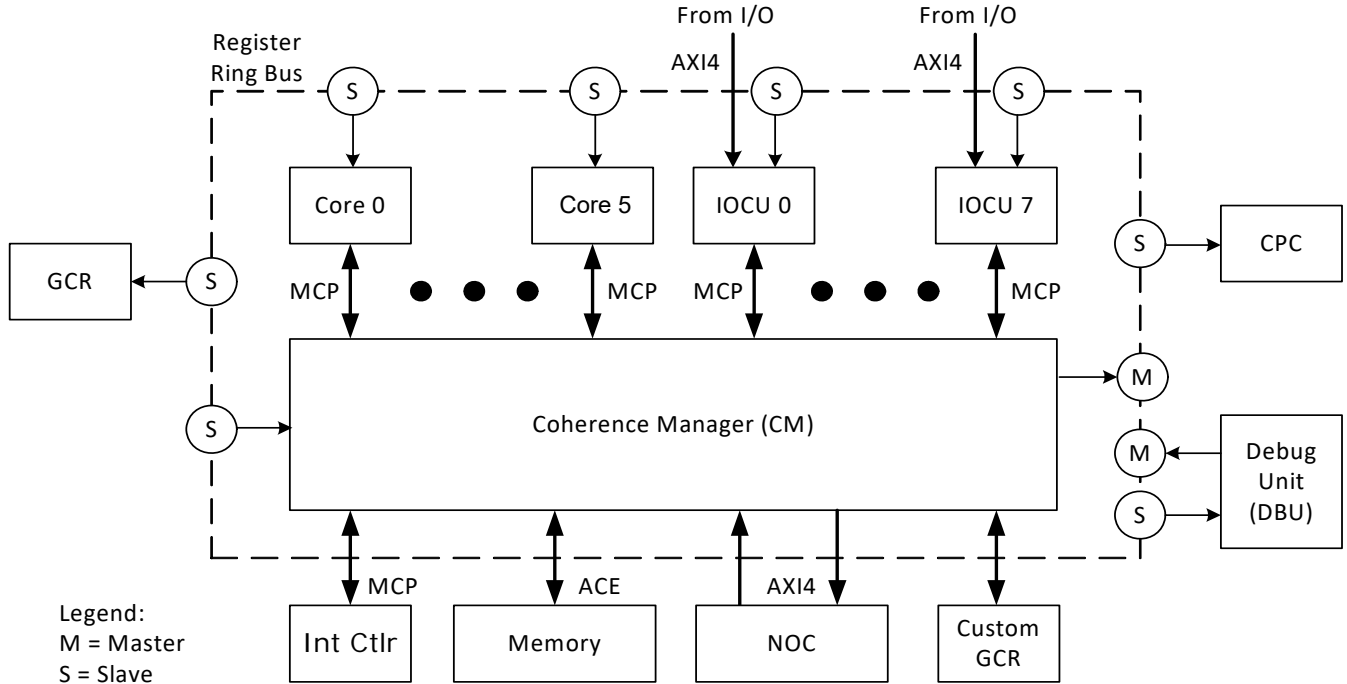 From I/O
From I/O
Register
Ring Bus
AXI4
AXI4
S
S
S
S
Core 0
Core 5
IOCU 0
IOCU 7
S
CPC
GCR
S
MCP
MCP
MCP
MCP
M
S
Coherence Manager (CM)
M
Debug
Unit
(DBU)
S
MCP
ACE
AXI4
Legend:
M = Master
S = Slave
Int Ctlr
Memory
NOC
Custom
GCR